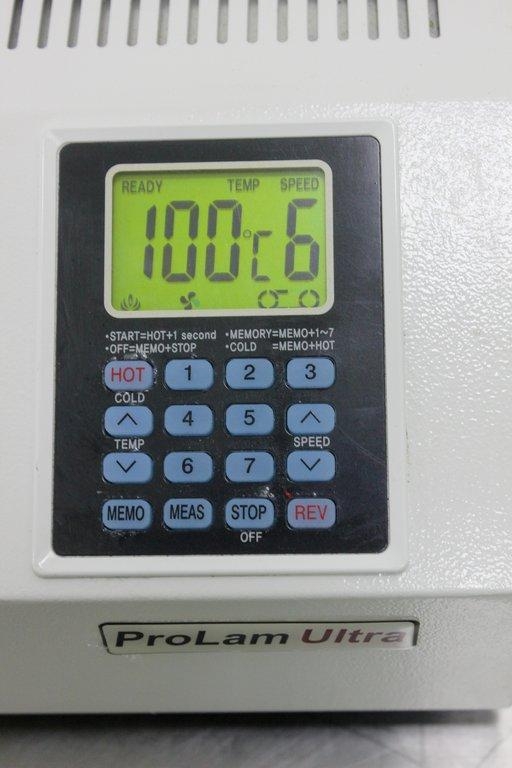 READY TEMP SPEED
100°C 6
•START=HOT+1 second •MEMORY=MEMO+1~7
•OFF=MEMO+STOP •COLD =MEMO+HOT
HOT 1 2 3
COLD
4 5
TEMP SPEED
6 7
MEMO MEAS STOP REV
OFF
ProLam Ultra